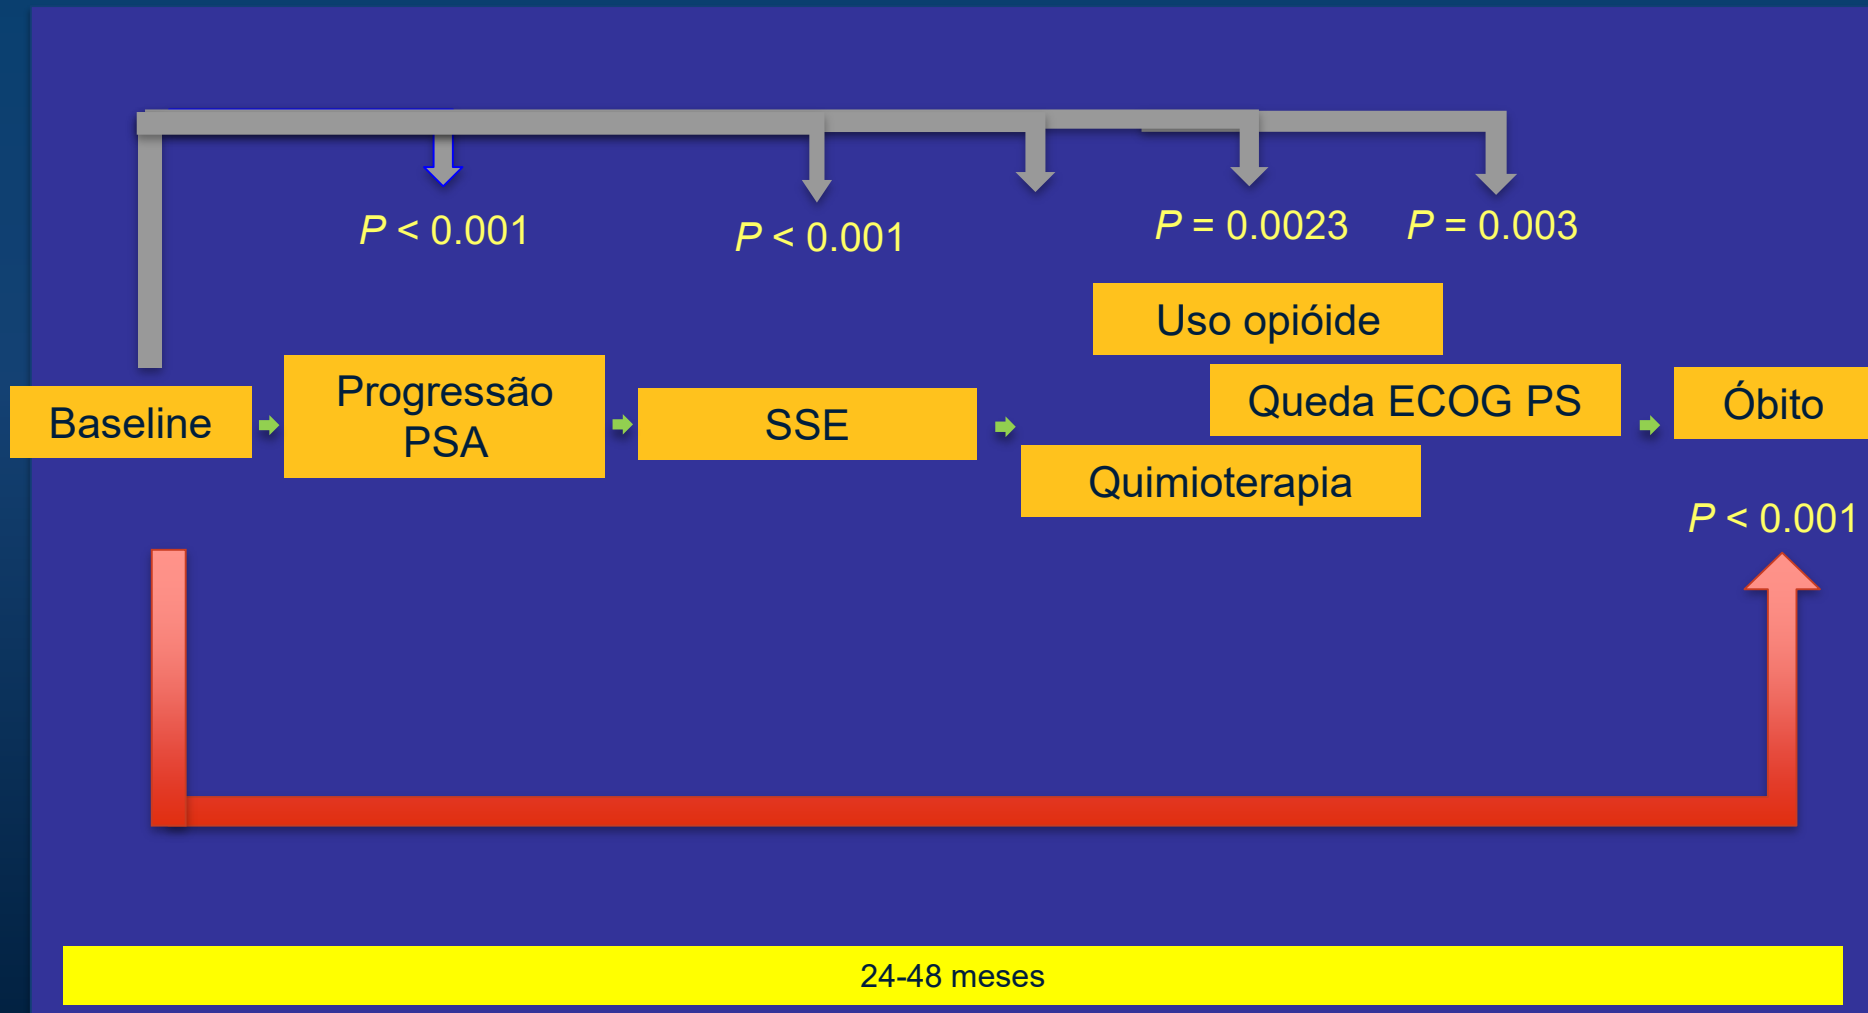 P < 0.001
P < 0.001
P = 0.0023
P = 0.003
Uso opióide
Baseline
Progressão
PSA
SSE
Queda ECOG PS
Óbito
Quimioterapia
P < 0.001
24-48 meses